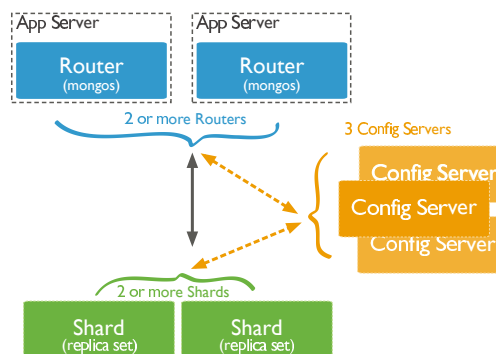 App Server
App Server
Router
(mongos)
Router
(mongos)
2 or more Routers
3 Config Servers
Config Server
Config Server
Config Server
2 or more Shards
Shard
(replica set)
Shard
(replica set)